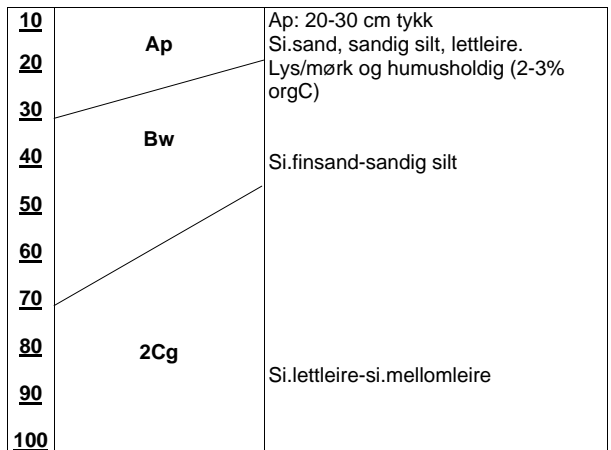 10
Ap
Ap: 20-30 cm tykk
Si.sand, sandig silt, lettleire.
20
Lys/mørk og humusholdig (2-3%
orgC)
30
Bw
40
Si.finsand-sandig silt
50
60
70
80
2Cg
Si.lettleire-si.mellomleire
90
100